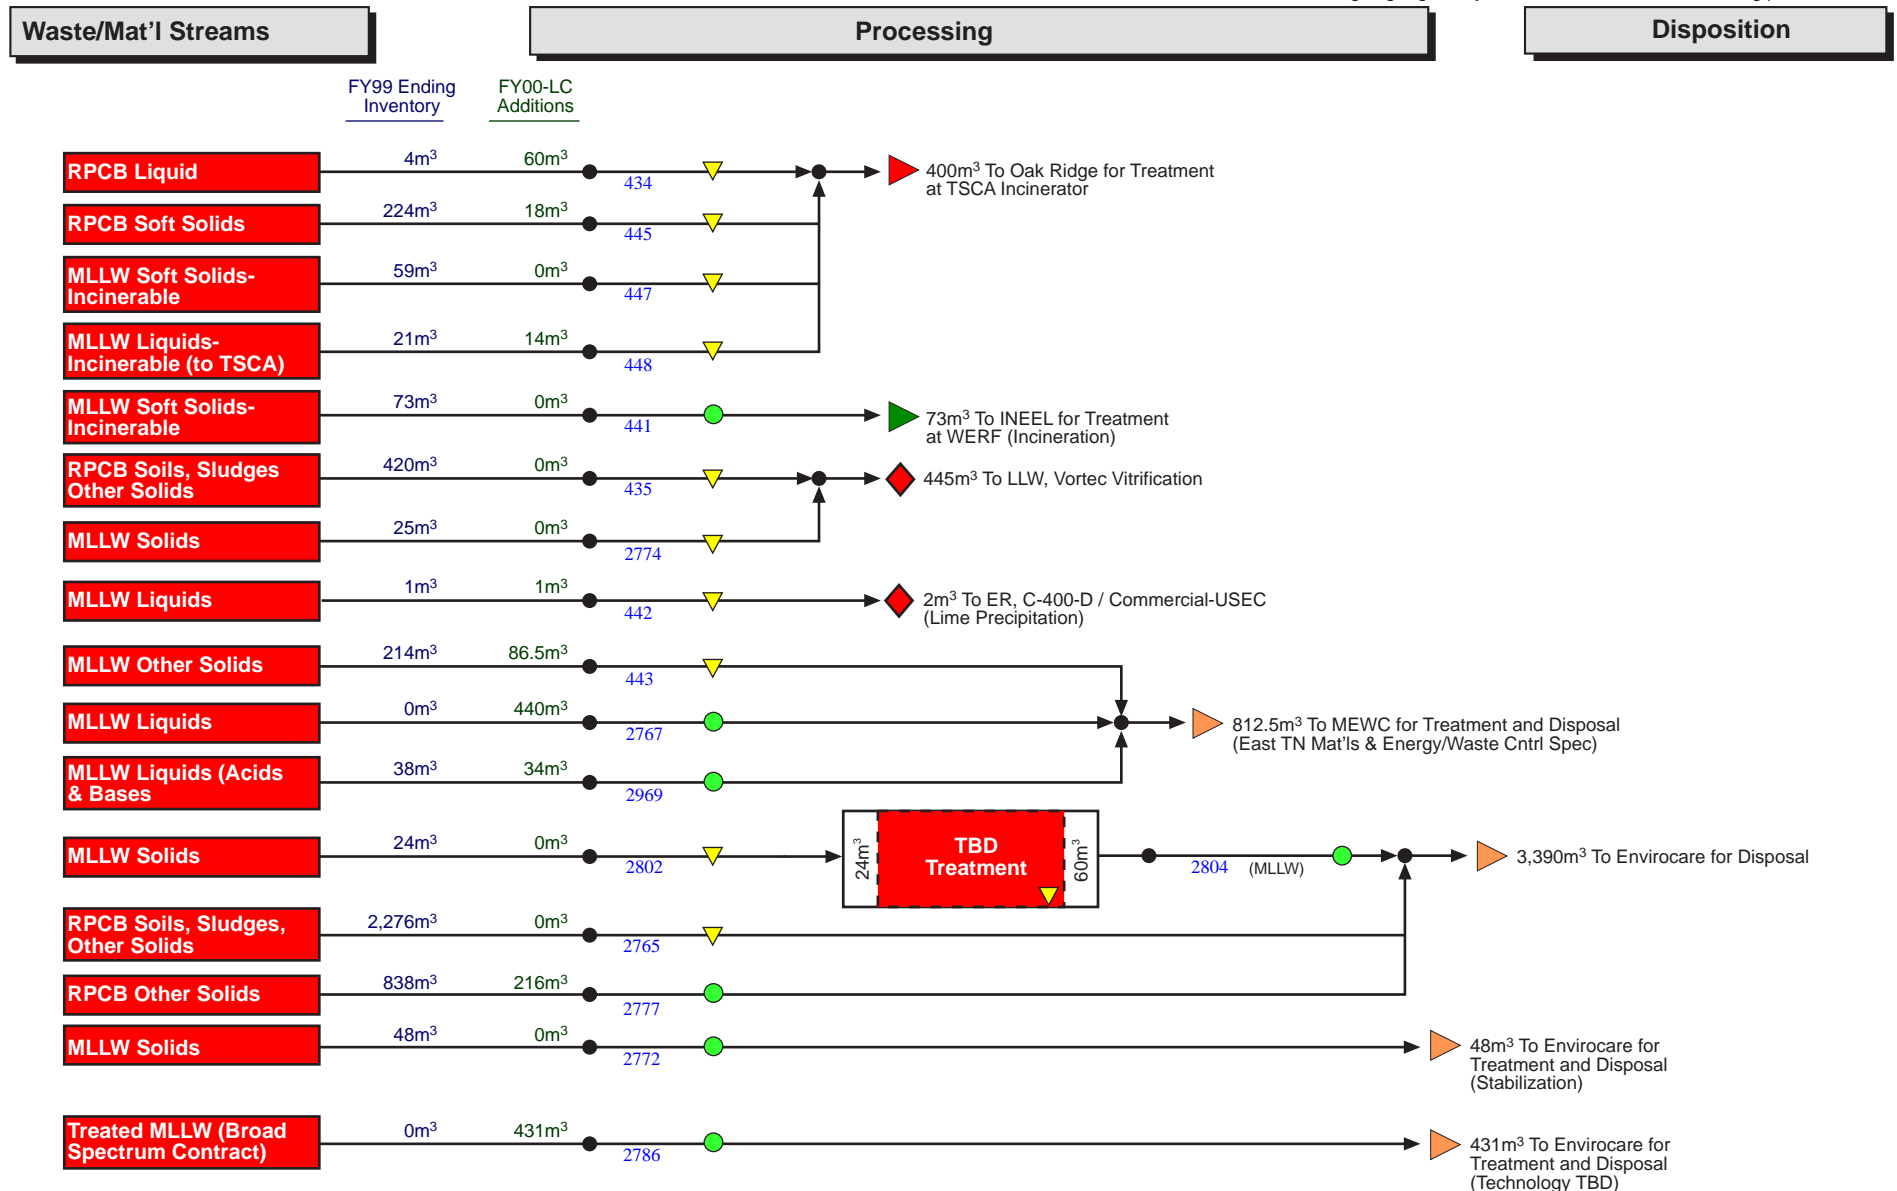 Waste/Mat'l Streams
Processing
Disposition
FY99 Ending
Inventory
FY00-LC
Additions
RPCB Liquid
4m³
60m³
434
400m³ To Oak Ridge for Treatment
at TSCA Incinerator
RPCB Soft Solids
224m³
18m³
445
MLLW Soft Solids-
Incinerable
59m³
0m³
447
MLLW Liquids-
Incinerable (to TSCA)
21m³
14m³
448
MLLW Soft Solids-
Incinerable
73m³
0m³
441
73m³ To INEEL for Treatment
at WERF (Incineration)
RPCB Soils, Sludges
Other Solids
420m³
0m³
435
445m³ To LLW, Vortec Vitrification
MLLW Solids
25m³
0m³
2774
MLLW Liquids
1m³
1m³
442
2m³ To ER, C-400-D / Commercial-USEC
(Lime Precipitation)
MLLW Other Solids
214m³
86.5m³
443
MLLW Liquids
0m³
440m³
2767
812.5m³ To MEWC for Treatment and Disposal
(East TN Mat'ls & Energy/Waste Cntrl Spec)
MLLW Liquids (Acids
& Bases
38m³
34m³
2969
MLLW Solids
24m³
0m³
2802
24m³
TBD
Treatment
60m³
2804
(MLLW)
3,390m³ To Envirocare for Disposal
RPCB Soils, Sludges,
Other Solids
2,276m³
0m³
2765
RPCB Other Solids
838m³
216m³
2777
MLLW Solids
48m³
0m³
2772
48m³ To Envirocare for
Treatment and Disposal
(Stabilization)
Treated MLLW (Broad
Spectrum Contract)
0m³
431m³
2786
431m³ To Envirocare for
Treatment and Disposal
(Technology TBD)